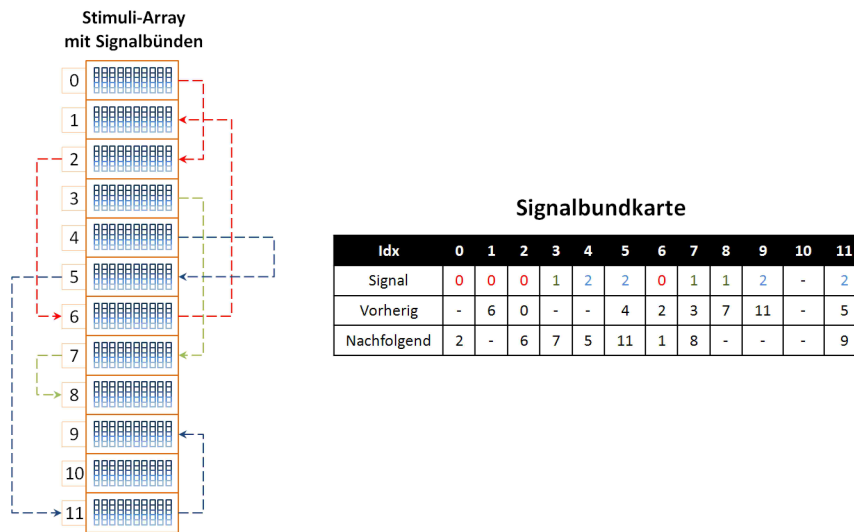 Stimuli-Array
mit Signalbünden
0
1
2
3
4
5
6
7
8
9
10
11
Signalbundkarte
Idx 0 1 2 3 4 5 6 7 8 9 10 11
Signal 0 0 0 1 2 2 0 1 1 2 - 2
Vorherig - 6 0 - - 4 2 3 7 11 - 5
Nachfolgend 2 - 6 7 5 11 1 8 - - - 9